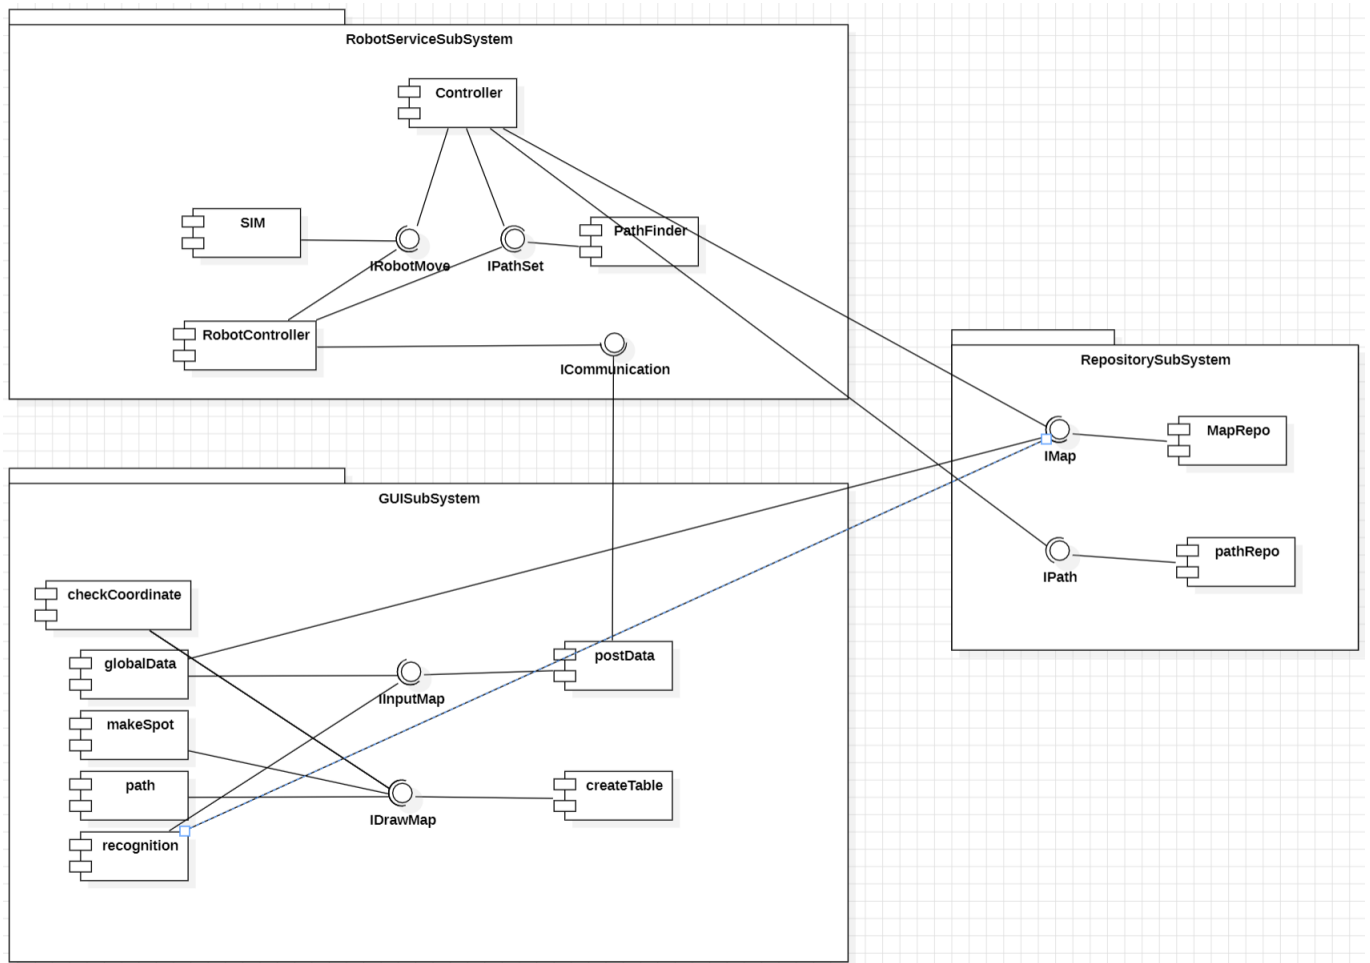 RobotServiceSubSystem
Controller
SIM
PathFinder
IRobotMove
IPathSet
RobotController
ICommunication
RepositorySubSystem
MapRepo
IMap
pathRepo
IPath
GUISubSystem
checkCoordinate
globalData
postData
IInputMap
makeSpot
path
createTable
IDrawMap
recognition